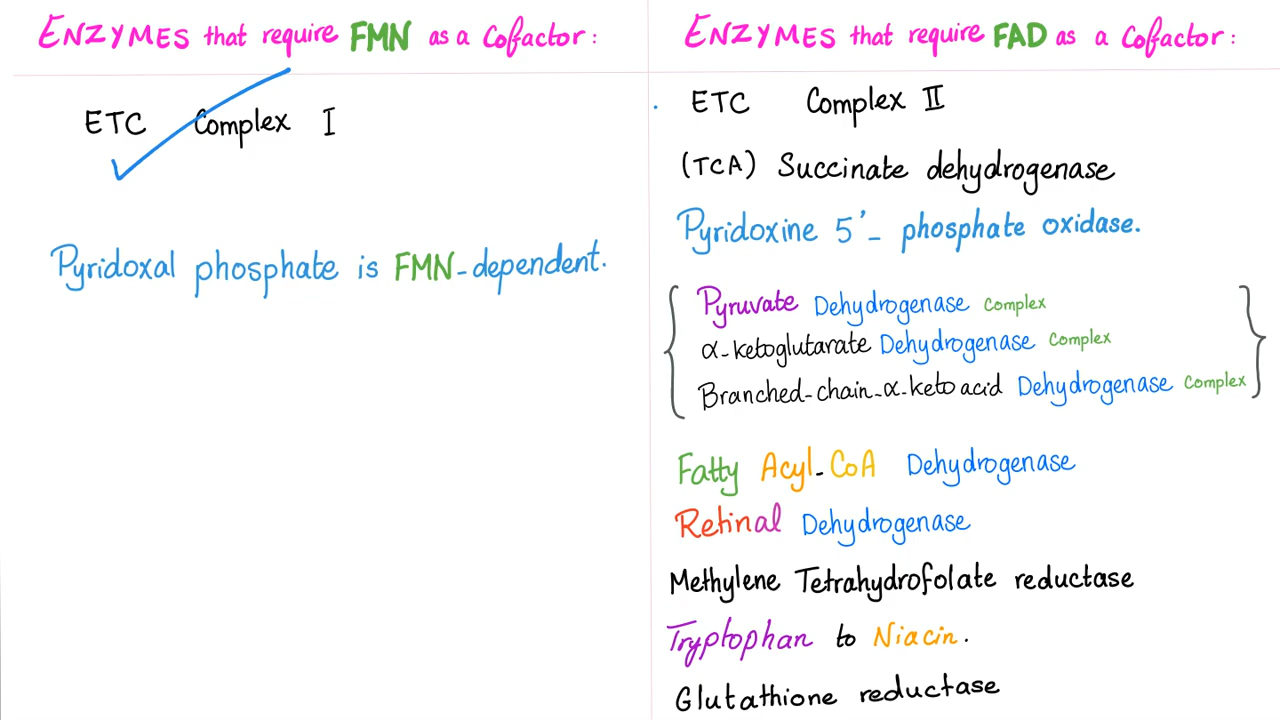 ENZYMES that require FMN as a Cofactor:
ETC Complex I
Pyridoxal phosphate is FMN-dependent.
ENZYMES that require FAD as a Cofactor:
ETC Complex II
(TCA) Succinate dehydrogenase
Pyridoxine 5'- phosphate oxidase.
Pyruvate Dehydrogenase Complex
α-ketoglutarate Dehydrogenase Complex
Branched-chain-α-keto acid Dehydrogenase Complex
Fatty Acyl-CoA Dehydrogenase
Retinal Dehydrogenase
Methylene Tetrahydrofolate reductase
Tryptophan to Niacin.
Glutathione reductase